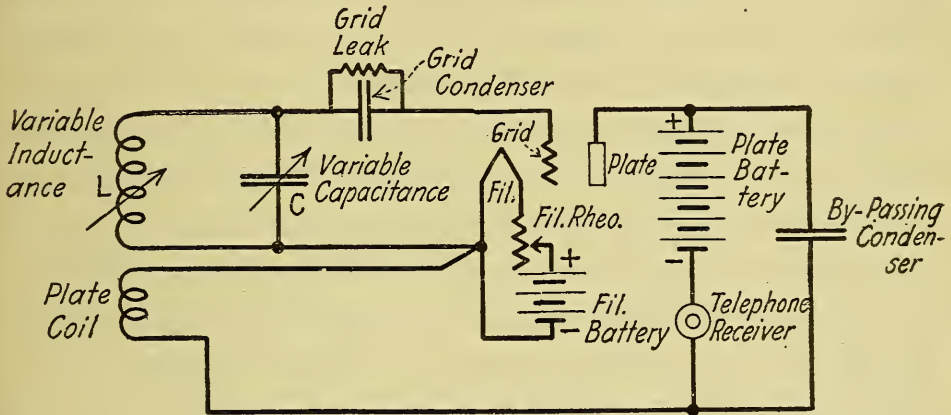 Grid
Leak
Grid
Condenser
Variable
Induct-
ance
L
C
Variable
Capacitance
Grid
Fil.
Fil. Rheo.
+
-
Fil.
Battery
Plate
+
Plate
Bat-
tery
-
By-Passing
Conden-
ser
Telephone
Receiver
Plate
Coil